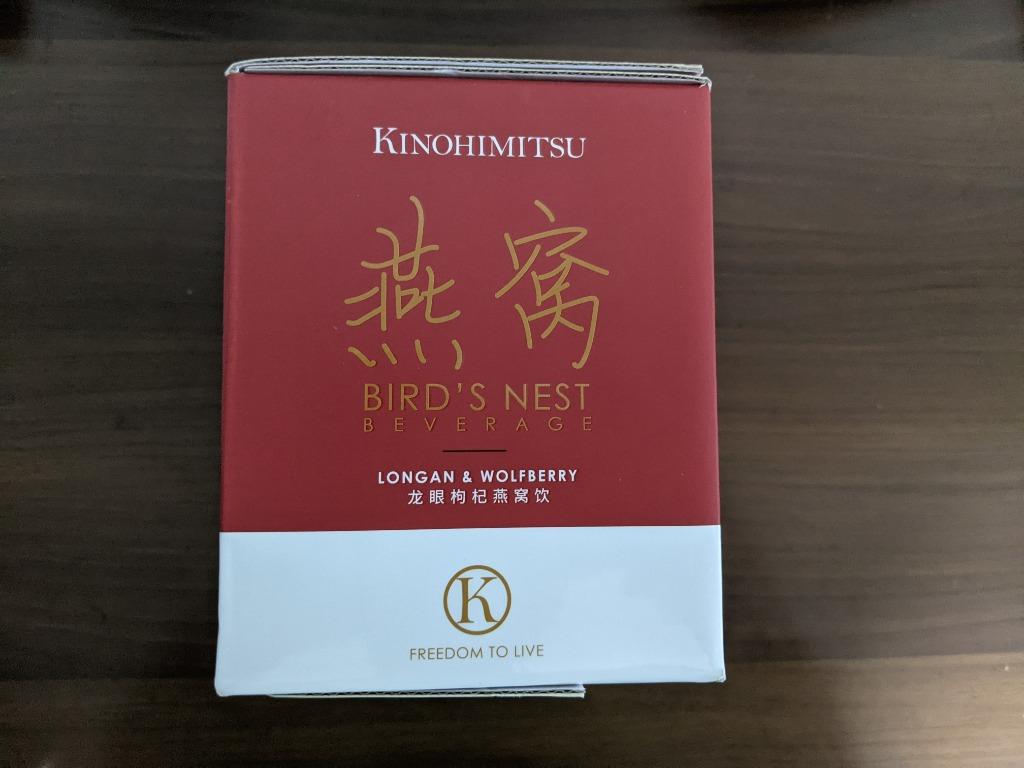 KINOHIMITSU
燕窝
BIRD'S NEST
BEVERAGE
LONGAN & WOLFBERRY
龙眼枸杞燕窝饮
K
FREEDOM TO LIVE